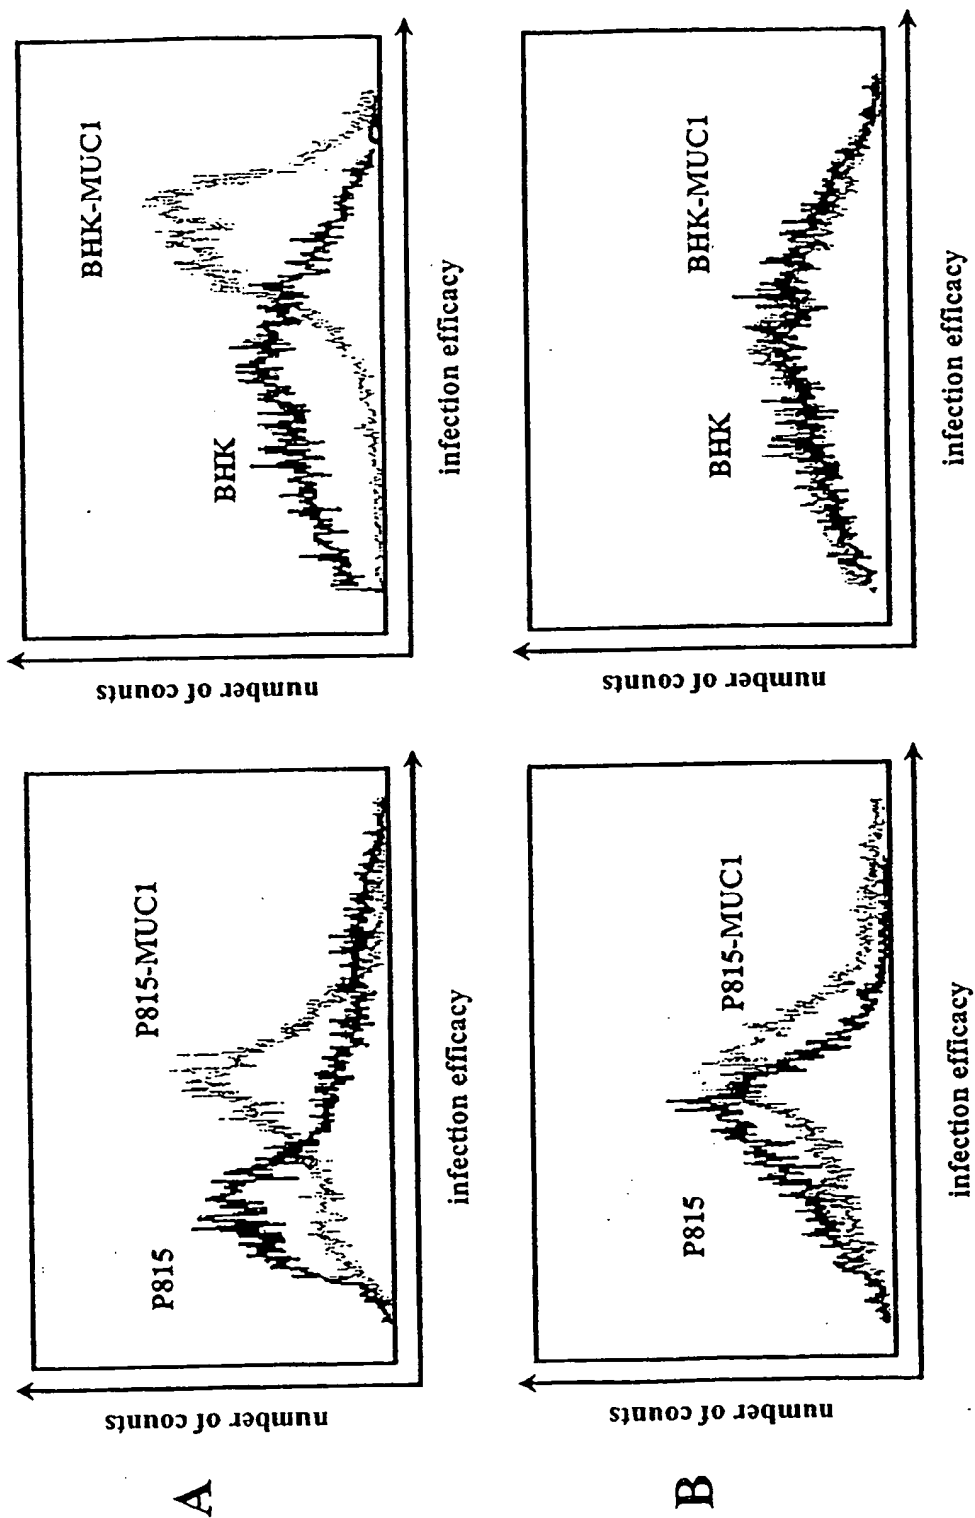 A
number of counts
P815
P815-MUC1
infection efficacy
number of counts
BHK
BHK-MUC1
infection efficacy
B
number of counts
P815
P815-MUC1
infection efficacy
number of counts
BHK
BHK-MUC1
infection efficacy